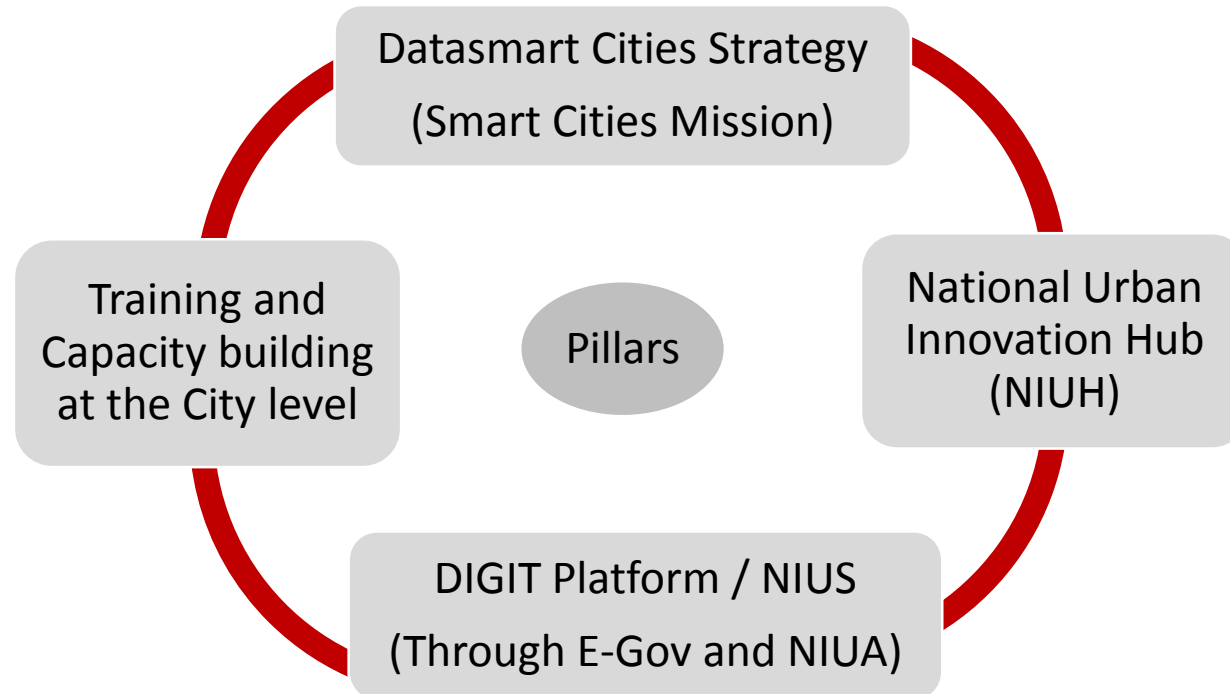 Datasmart Cities Strategy
(Smart Cities Mission)
Training and
Capacity building
at the City level
Pillars
National Urban
Innovation Hub
(NIUH)
DIGIT Platform / NIUS
(Through E-Gov and NIUA)